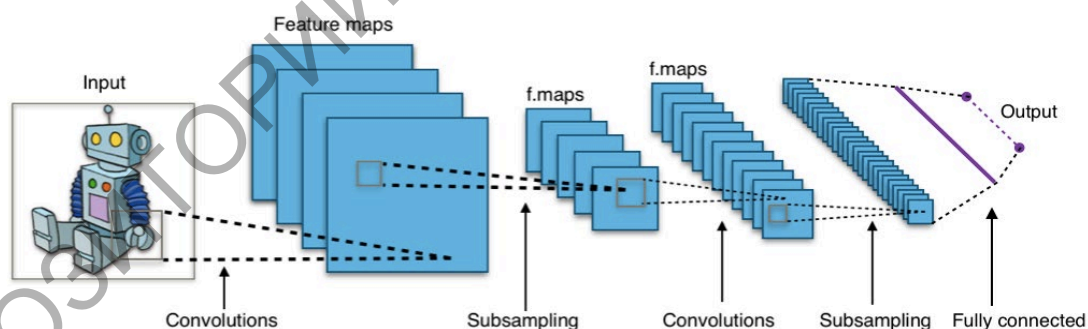 Feature maps
Input
f.maps
f.maps
Output
Convolutions
Subsampling
Convolutions
Subsampling
Fully connected